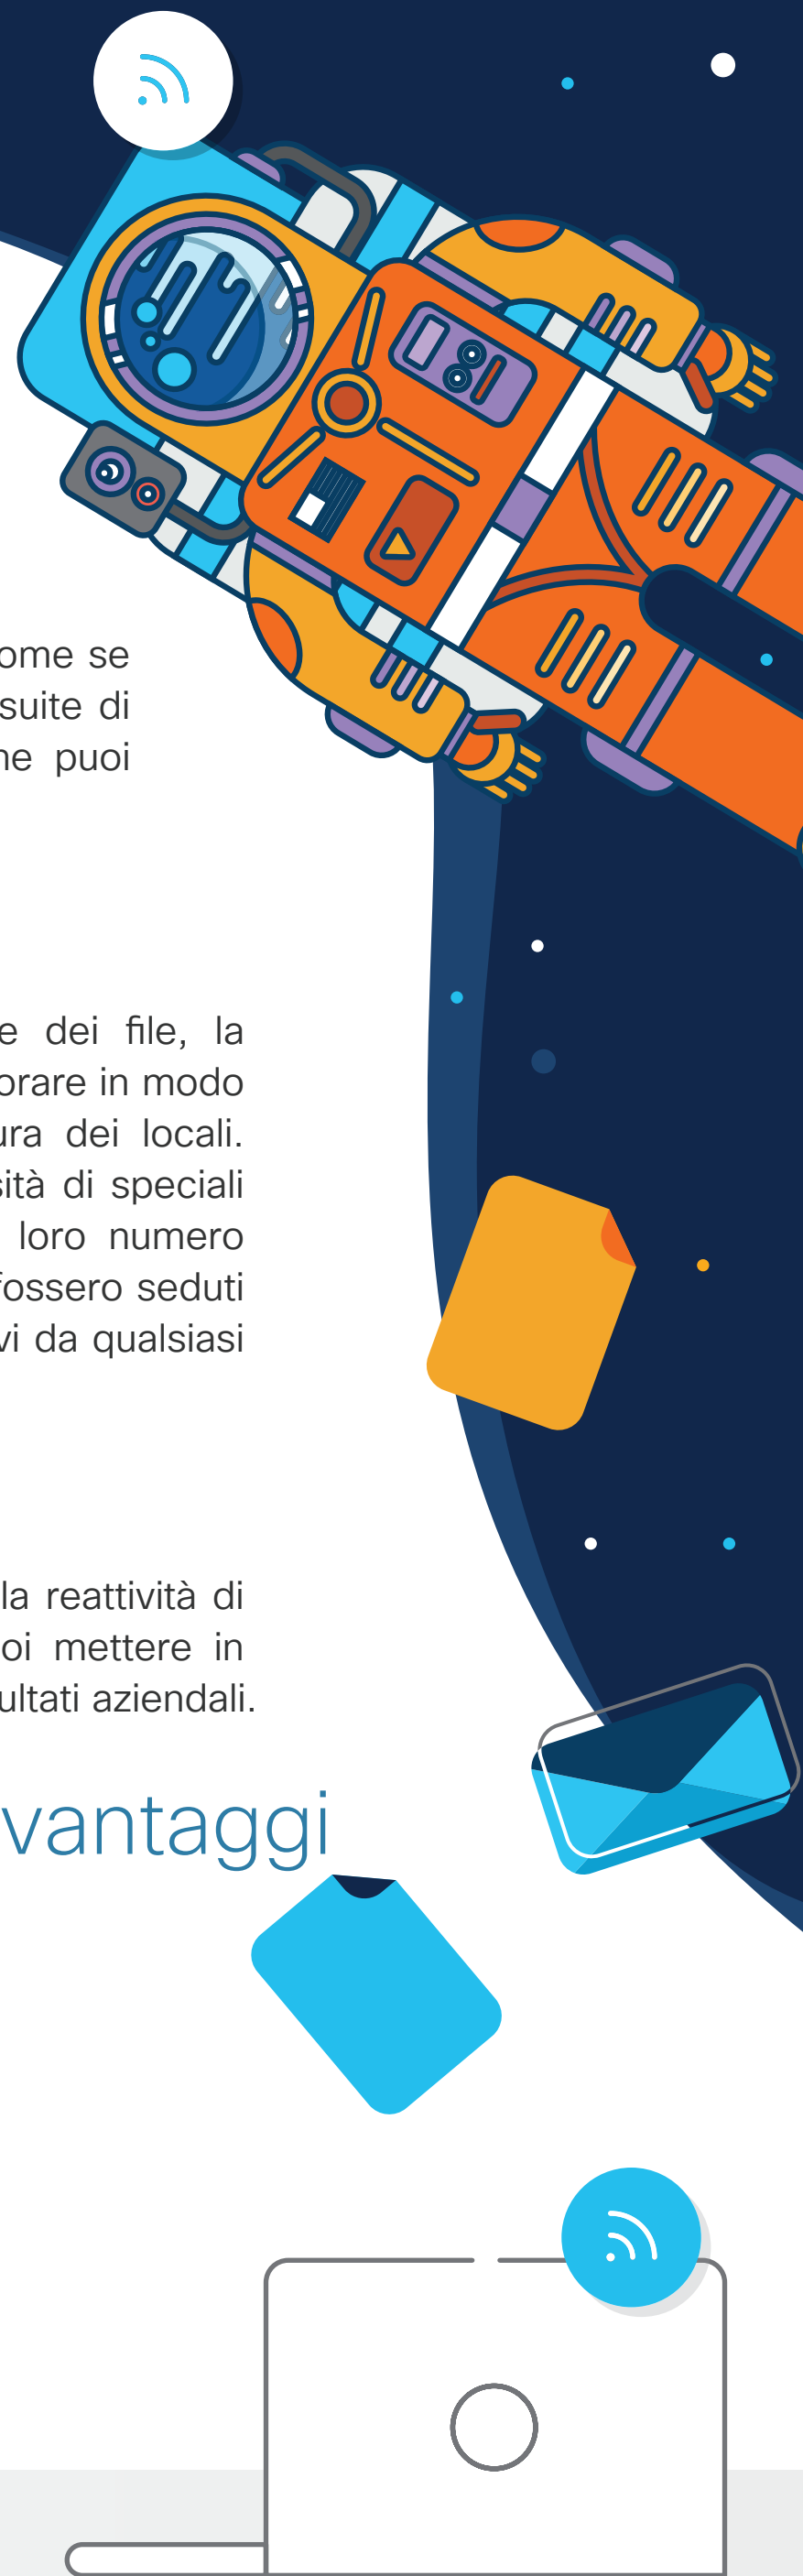 ome se
suite di
ne puoi
e dei file, la
orare in modo
ura dei locali.
sità di speciali
loro numero
fossero seduti
vi da qualsiasi
la reattività di
oi mettere in
ultati aziendali.
vantaggi